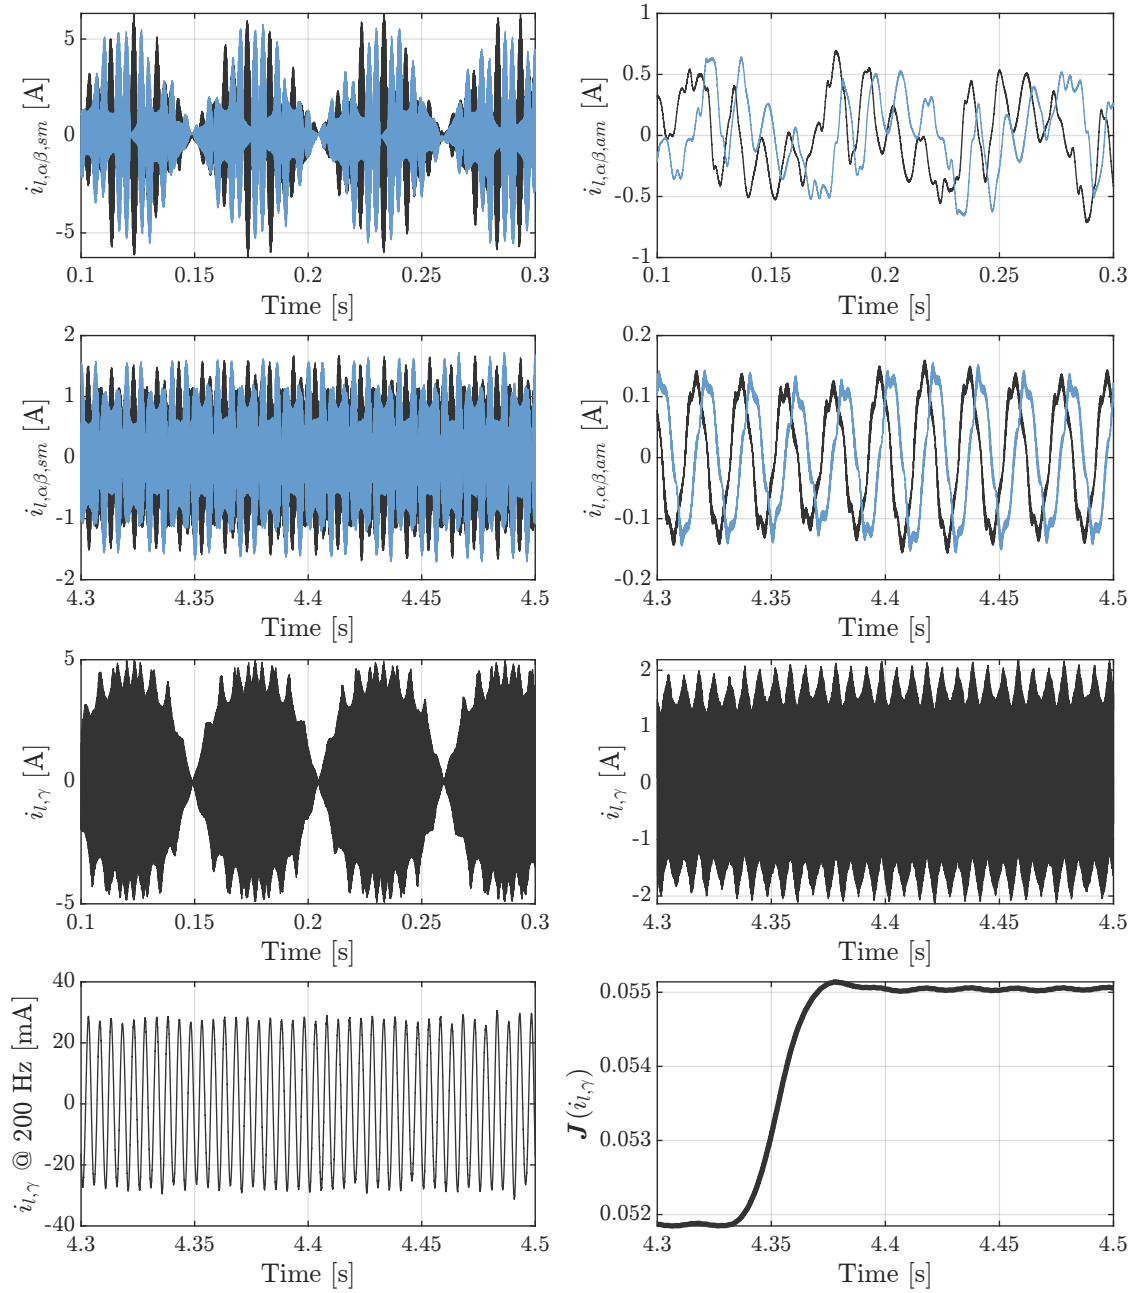 i_{l,αβ,sm} [A]
5
0
-5
0.1 0.15 0.2 0.25 0.3
Time [s]
i_{l,αβ,am} [A]
1
0.5
0
-0.5
-1
0.1 0.15 0.2 0.25 0.3
Time [s]
i_{l,αβ,sm} [A]
2
1
0
-1
-2
4.3 4.35 4.4 4.45 4.5
Time [s]
i_{l,αβ,am} [A]
0.2
0.1
0
-0.1
-0.2
4.3 4.35 4.4 4.45 4.5
Time [s]
i_{l,γ} [A]
5
0
-5
0.1 0.15 0.2 0.25 0.3
Time [s]
i_{l,γ} [A]
2
1
0
-1
-2
4.3 4.35 4.4 4.45 4.5
Time [s]
i_{l,γ} @ 200 Hz [mA]
40
20
0
-20
-40
4.3 4.35 4.4 4.45 4.5
Time [s]
J(i_{l,γ})
0.055
0.054
0.053
0.052
4.3 4.35 4.4 4.45 4.5
Time [s]